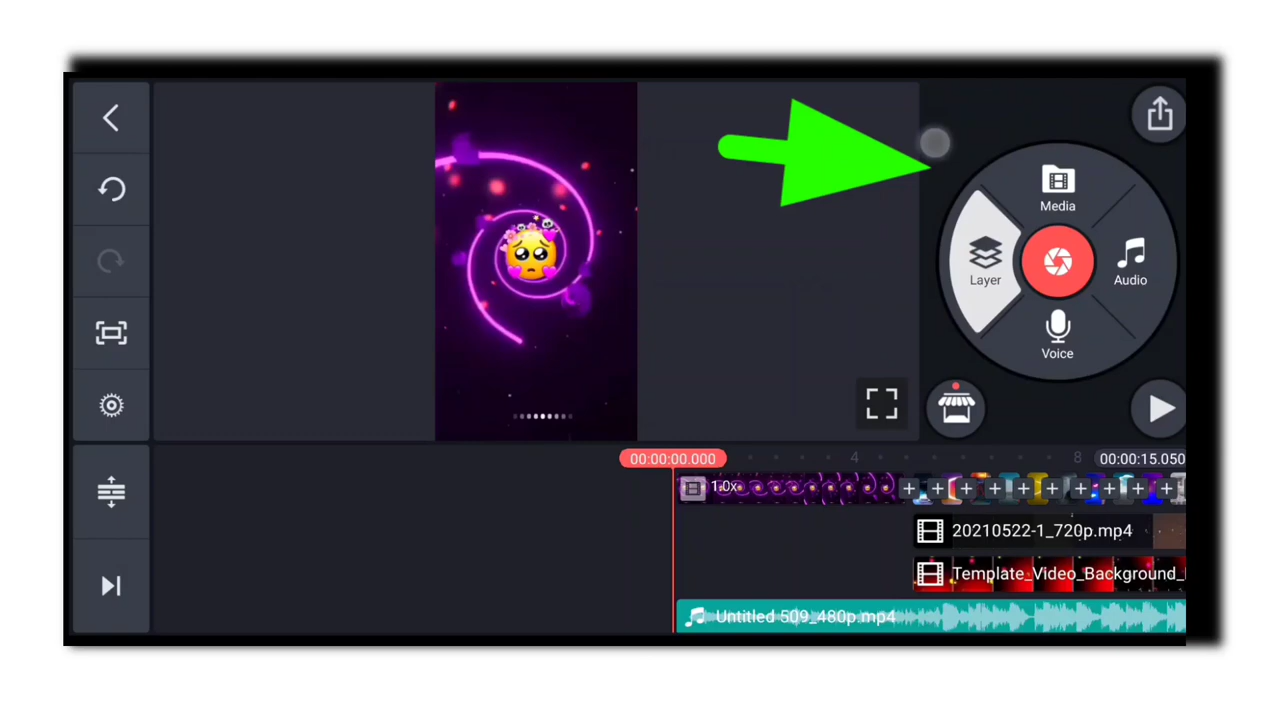 Media
Layer
Audio
Voice
00:00:00.000
4
8
00:00:15.050
1.0x
20210522-1_720p.mp4
Template_Video_Background_
Untitled 509_480p.mp4